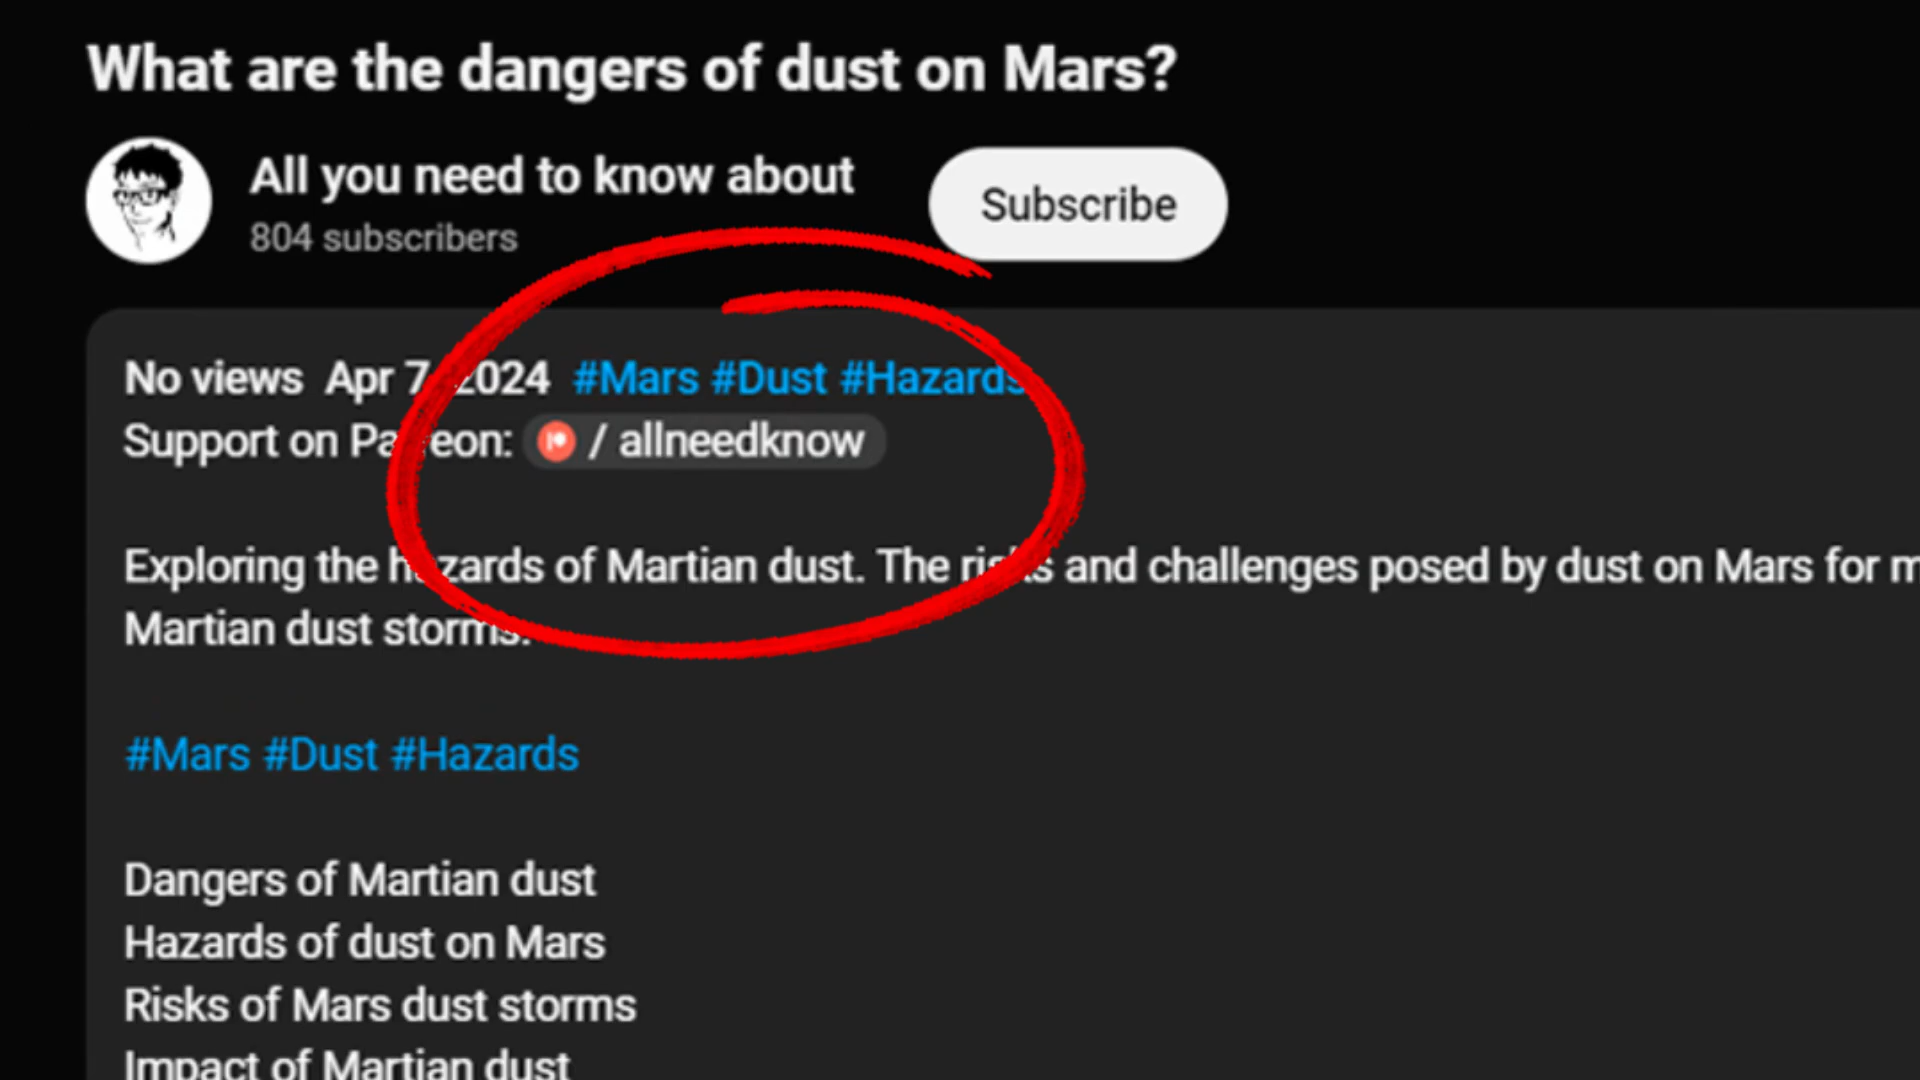 What are the dangers of dust on Mars?
All you need to know about
804 subscribers
Subscribe
No views Apr 7, 2024 #Mars #Dust #Hazards
Support on Patreon: / allneedknow
Exploring the hazards of Martian dust. The risks and challenges posed by dust on Mars for
Martian dust storms.
#Mars #Dust #Hazards
Dangers of Martian dust
Hazards of dust on Mars
Risks of Mars dust storms
Impact of Martian dust